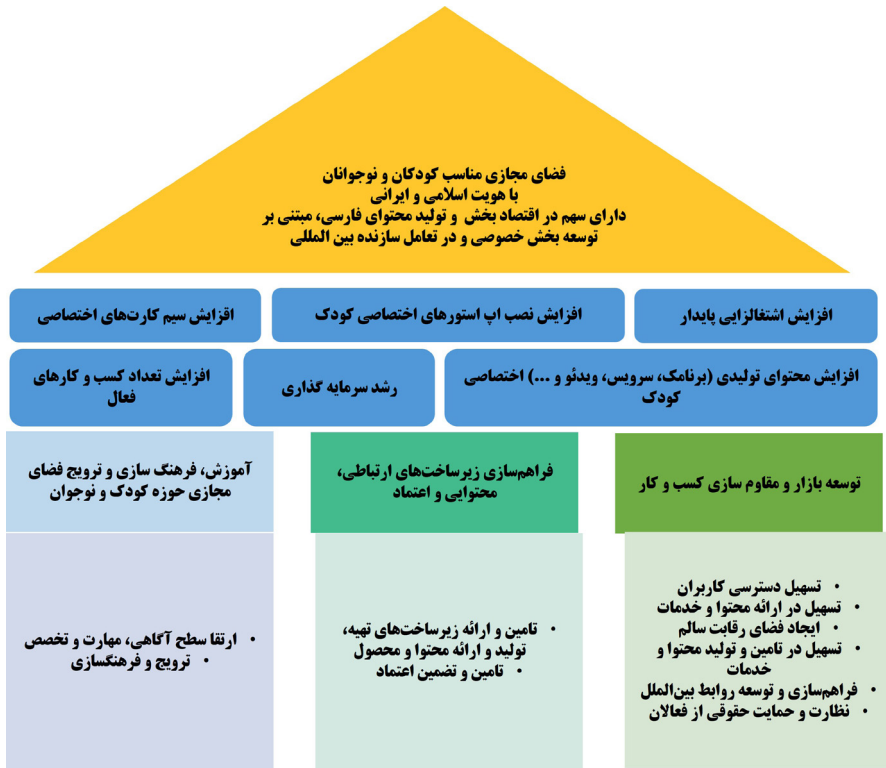 فضای مجازی مناسب کودکان و نوجوانان
با هویت اسلامی و ایرانی
دارای سهم در اقتصاد بخش و تولید محتوای فارسی، مبتنی بر
توسعه بخش خصوصی و در تعامل سازنده بین المللی
افزایش اشتغالزایی پایدار
افزایش نصب اپ استورهای اختصاصی کودک
افزایش سیم کارت‌های اختصاصی
افزایش محتوای تولیدی (برنامک، سرویس، ویدئو و ...) اختصاصی
کودک
رشد سرمایه گذاری
افزایش تعداد کسب و کارهای
فعال
توسعه بازار و مقاوم سازی کسب و کار
فراهم‌سازی زیرساخت‌های ارتباطی،
محتوایی و اعتماد
آموزش، فرهنگ سازی و ترویج فضای
مجازی حوزه کودک و نوجوان
• تسهیل دسترسی کاربران
• تسهیل در ارائه محتوا و خدمات
• ایجاد فضای رقابت سالم
• تسهیل در تامین و تولید محتوا و
خدمات
• فراهم‌سازی و توسعه روابط بین‌الملل
• نظارت و حمایت حقوقی از فعالان
• تامین و ارائه زیرساخت‌های تهیه،
تولید و ارائه محتوا و محصول
• تامین و تضمین اعتماد
• ارتقا سطح آگاهی، مهارت و تخصص
• ترویج و فرهنگسازی